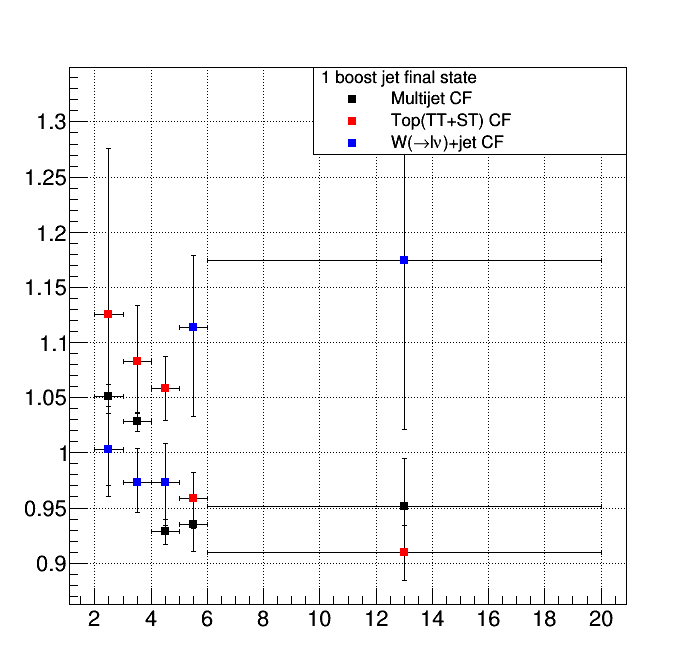 1 boost jet final state
Multijet CF
Top(TT+ST) CF
W(→lν)+jet CF
1.3
1.25
1.2
1.15
1.1
1.05
1
0.95
0.9
2 4 6 8 10 12 14 16 18 20